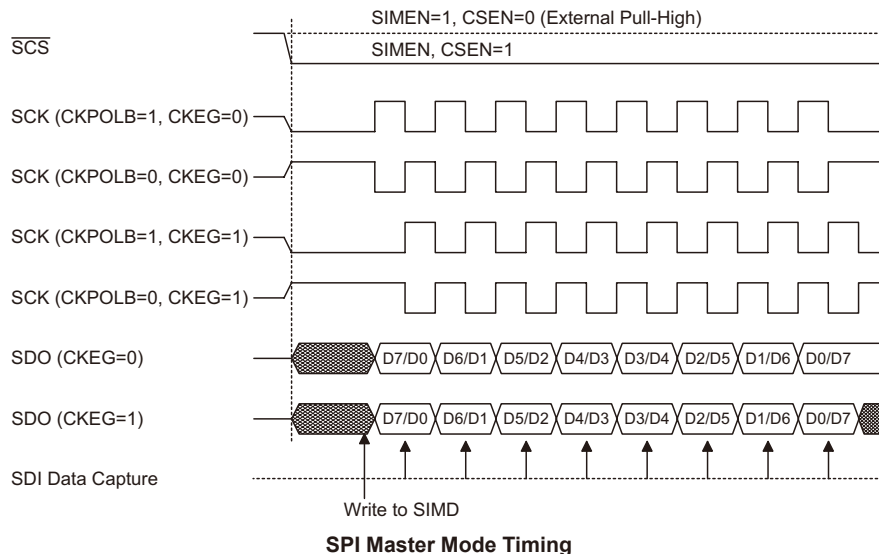 SIMEN=1, CSEN=0 (External Pull-High)
SCS
SIMEN, CSEN=1
SCK (CKPOLB=1, CKEG=0)
SCK (CKPOLB=0, CKEG=0)
SCK (CKPOLB=1, CKEG=1)
SCK (CKPOLB=0, CKEG=1)
SDO (CKEG=0) D7/D0 D6/D1 D5/D2 D4/D3 D3/D4 D2/D5 D1/D6 D0/D7
SDO (CKEG=1) D7/D0 D6/D1 D5/D2 D4/D3 D3/D4 D2/D5 D1/D6 D0/D7
SDI Data Capture
Write to SIMD
SPI Master Mode Timing